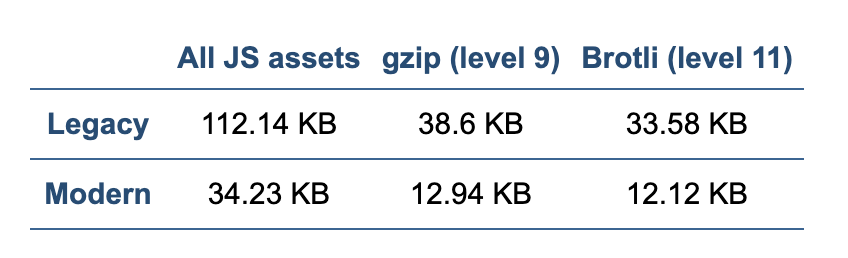 All JS assets gzip (level 9) Brotli (level 11)
Legacy 112.14 KB 38.6 KB 33.58 KB
Modern 34.23 KB 12.94 KB 12.12 KB